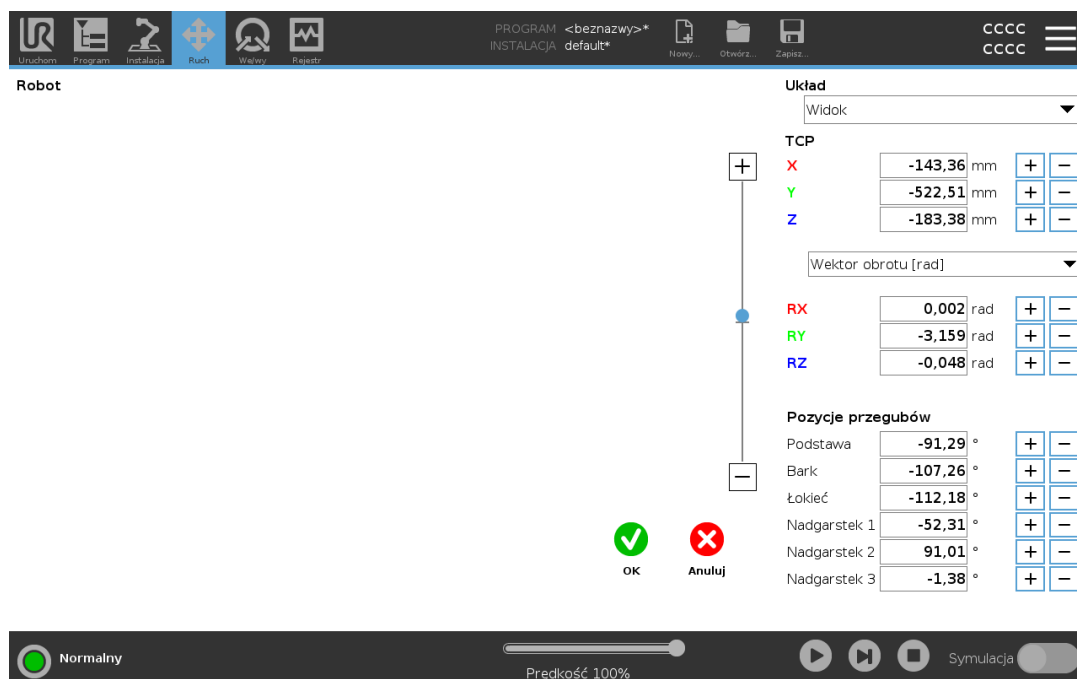 PROGRAM <beznazwy>*
INSTALACJA default*
CCCC
CCCC
Uruchom Program Instalacja Ruch We/wy Rejestr Nowy... Otwórz... Zapisz...
Robot
Układ
Widok
TCP
X -143,36 mm + −
Y -522,51 mm + −
Z -183,38 mm + −
Wektor obrotu [rad]
RX 0,002 rad + −
RY -3,159 rad + −
RZ -0,048 rad + −
Pozycje przegubów
Podstawa -91,29 ° + −
Bark -107,26 ° + −
Łokieć -112,18 ° + −
Nadgarstek 1 -52,31 ° + −
Nadgarstek 2 91,01 ° + −
Nadgarstek 3 -1,38 ° + −
OK Anuluj
Normalny
Predkość 100%
Symulacja